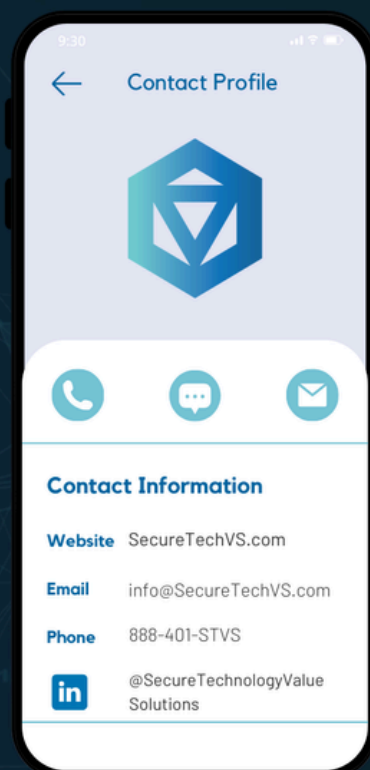 9:30
Contact Profile
Contact Information
Website SecureTechVS.com
Email info@SecureTechVS.com
Phone 888-401-STVS
in @SecureTechnologyValue
Solutions